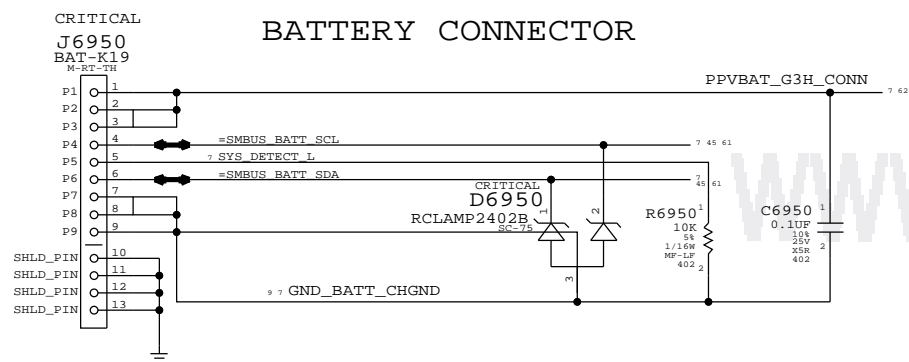 CRITICAL
BATTERY CONNECTOR
J6950
BAT-K19
M-RT-TH
PPVBAT_G3H_CONN
7 62
P1 1
P2 2
P3 3
P4 4 =SMBUS_BATT_SCL 7 45 61
P5 5 7 SYS_DETECT_L
P6 6 =SMBUS_BATT_SDA 7
45 61
P7 7
P8 8
P9 9
CRITICAL
D6950
RCLAMP2402B
SC-75
1
2
3
R6950 1
10K
5%
1/16W
MF-LF
402 2
C6950 1
0.1UF
10%
25V
X5R
402
2
SHLD_PIN 10
SHLD_PIN 11
SHLD_PIN 12
SHLD_PIN 13
9 7 GND_BATT_CHGND